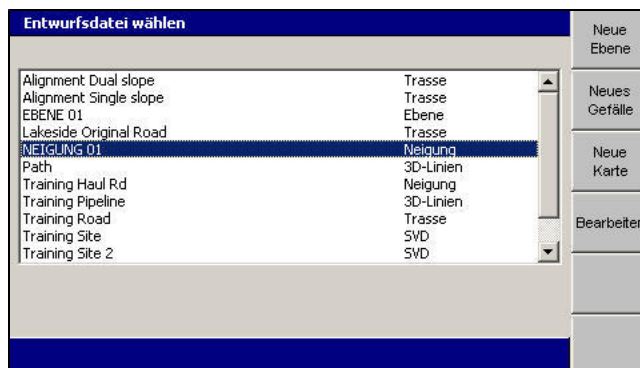 Entwurfsdatei wählen
Alignment Dual slope Trasse
Alignment Single slope Trasse
EBENE 01 Ebene
Lakeside Original Road Trasse
NEIGUNG 01 Neigung
Path 3D-Linien
Training Haul Rd Neigung
Training Pipeline 3D-Linien
Training Road Trasse
Training Site SVD
Training Site 2 SVD
Neue
Ebene
Neues
Gefälle
Neue
Karte
Bearbeiten